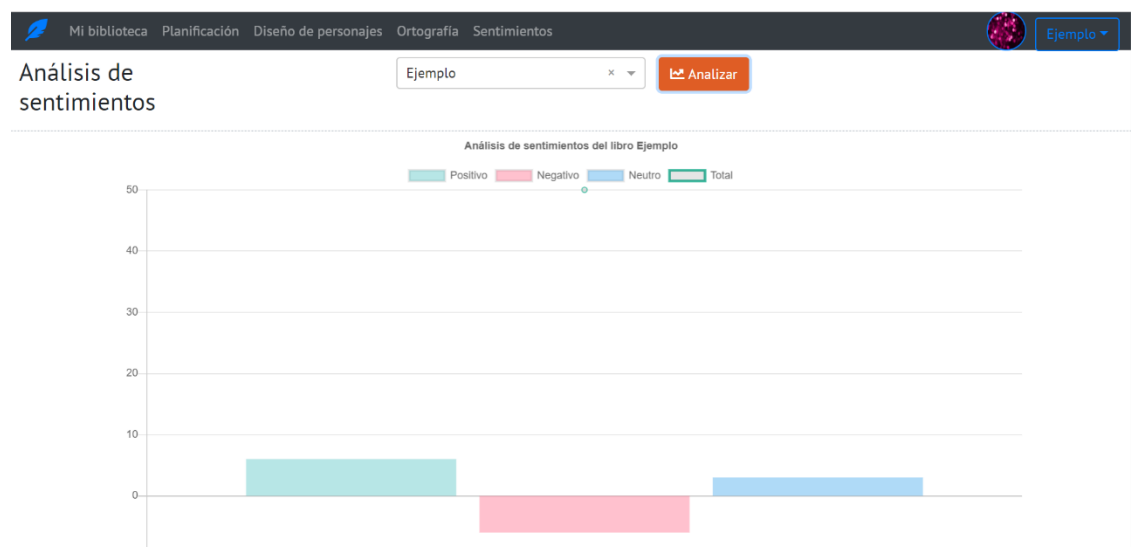 Mi biblioteca Planificación Diseño de personajes Ortografía Sentimientos Ejemplo
Análisis de
sentimientos
Ejemplo × Analizar
Análisis de sentimientos del libro Ejemplo
Positivo Negativo Neutro Total
50
40
30
20
10
0